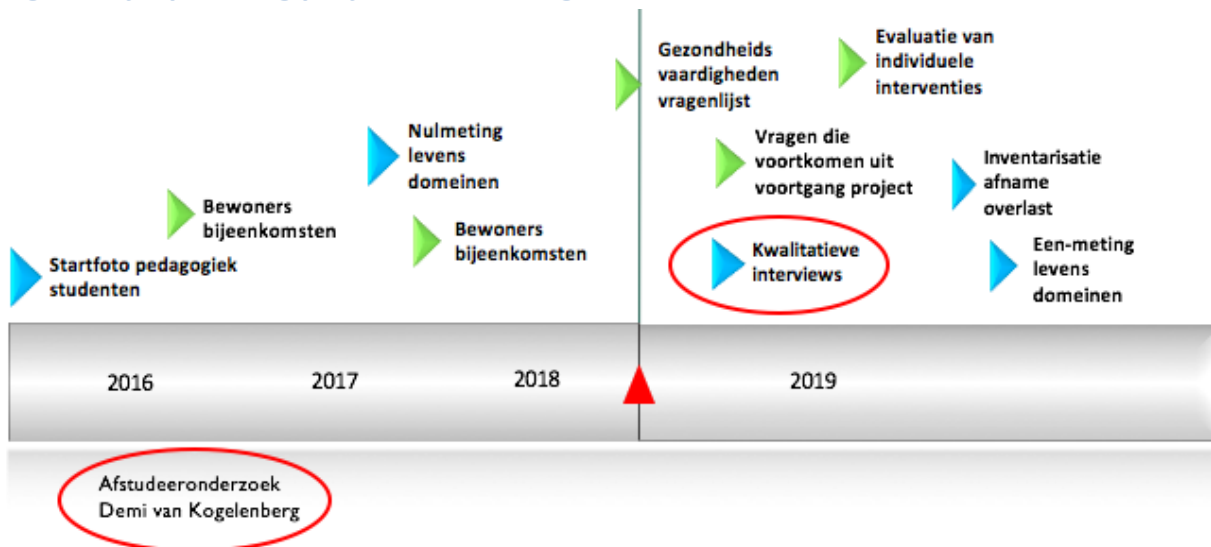 Gezondheids
vaardigheden
vragenlijst
Evaluatie van
individuele
interventies
Nulmeting
levens
domeinen
Vragen die
voortkomen uit
voortgang project
Inventarisatie
afname
overlast
Bewoners
bijeenkomsten
Bewoners
bijeenkomsten
Kwalitatieve
interviews
Een-meting
levens
domeinen
Startfoto pedagogiek
studenten
2016
2017
2018
2019
Afstudeeronderzoek
Demi van Kogelenberg